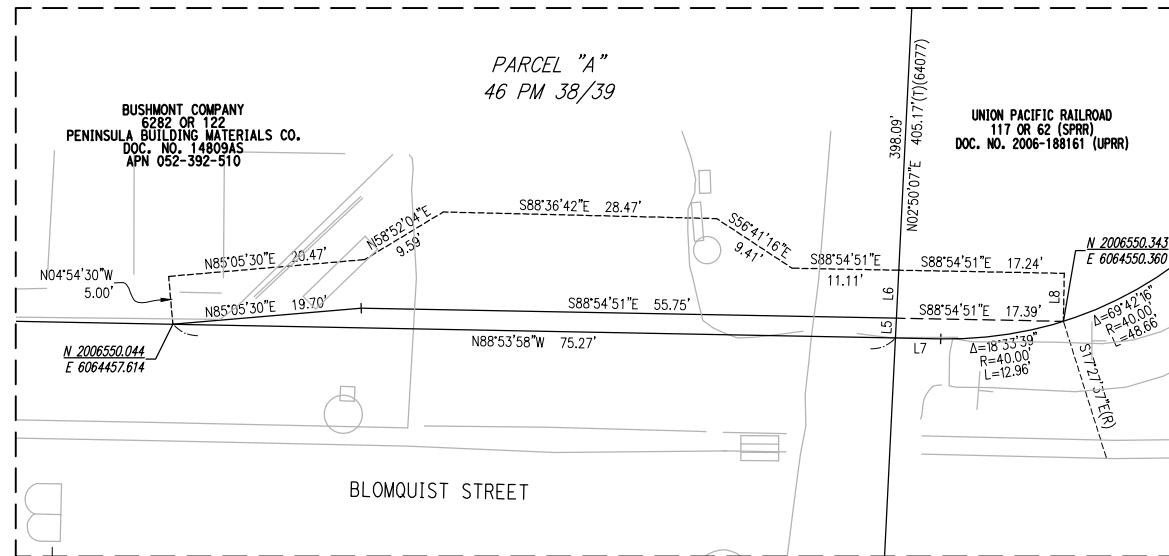 PARCEL "A"
46 PM 38/39
BUSHMONT COMPANY
6282 OR 122
PENINSULA BUILDING MATERIALS CO.
DOC. NO. 14809AS
APN 052-392-510
UNION PACIFIC RAILROAD
117 OR 62 (SPRR)
DOC. NO. 2006-188161 (UPRR)
398.09'
N02°50'07"E 405.17'(T)(64077)
N04°54'30"W
5.00'
N85°05'30"E 20.47'
N58°52'04"E
9.59'
S88°36'42"E 28.47'
S56°41'16"E
9.41'
S88°54'51"E
11.11'
S88°54'51"E 17.24'
N 2006550.343
E 6064550.360
L6
L8
N85°05'30"E 19.70'
S88°54'51"E 55.75'
S88°54'51"E 17.39'
L5
L7
N88°53'58"W 75.27'
N 2006550.044
E 6064457.614
Δ=18°33'39"
R=40.00'
L=12.96'
Δ=69°42'16"
R=40.00'
L=48.66'
S17°27'37"E(R)
BLOMQUIST STREET